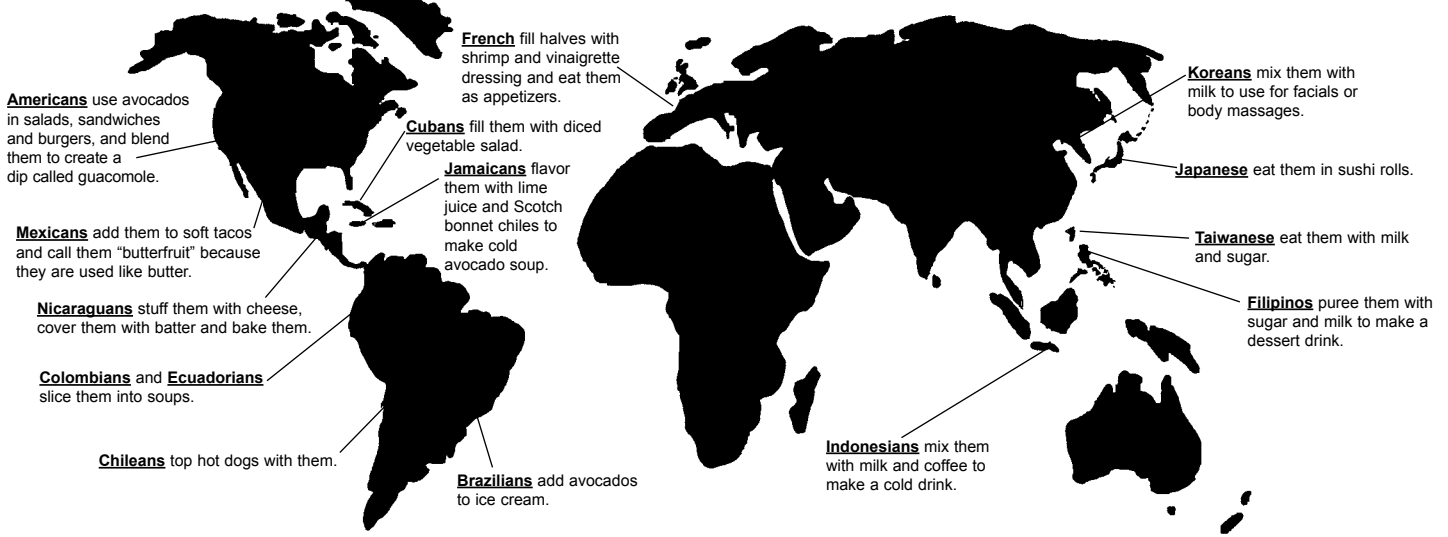 French fill halves with
shrimp and vinaigrette
dressing and eat them
as appetizers.
Koreans mix them with
milk to use for facials or
body massages.
Americans use avocados
in salads, sandwiches
and burgers, and blend
them to create a
dip called guacomole.
Cubans fill them with diced
vegetable salad.
Jamaicans flavor
them with lime
juice and Scotch
bonnet chiles to
make cold
avocado soup.
Japanese eat them in sushi rolls.
Mexicans add them to soft tacos
and call them “butterfruit” because
they are used like butter.
Taiwanese eat them with milk
and sugar.
Nicaraguans stuff them with cheese,
cover them with batter and bake them.
Filipinos puree them with
sugar and milk to make a
dessert drink.
Colombians and Ecuadorians
slice them into soups.
Chileans top hot dogs with them.
Brazilians add avocados
to ice cream.
Indonesians mix them
with milk and coffee to
make a cold drink.